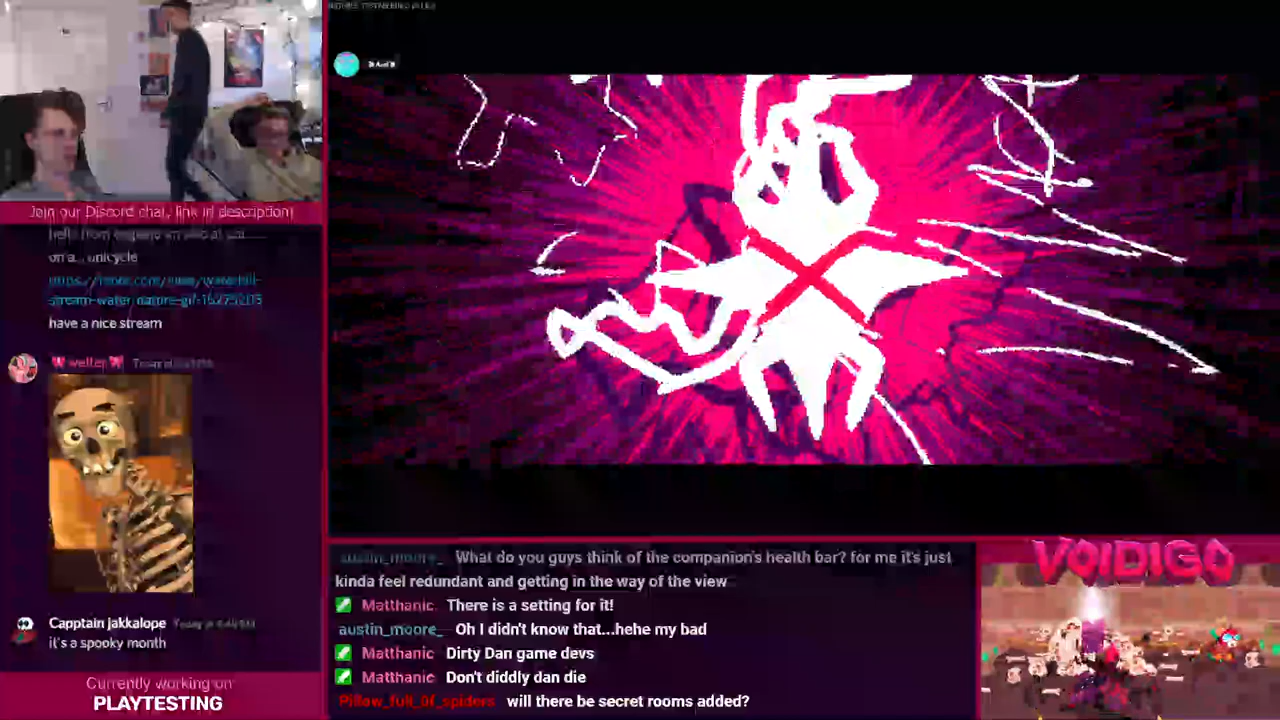 Join our Discord chat, link in description!
on a... unicycle
have a nice stream
weller
Capptain jakkalope Today at
it's a spooky month
Currently working on
PLAYTESTING
austin_moore_ What do you guys think of the companion's health bar? for me it's just
kinda feel redundant and getting in the way of the view
Matthanic There is a setting for it!
austin_moore_ Oh I didn't know that...hehe my bad
Matthanic Dirty Dan game devs
Matthanic Don't diddly dan die
Pillow_full_0f_spiders will there be secret rooms added?
VOIDIGO